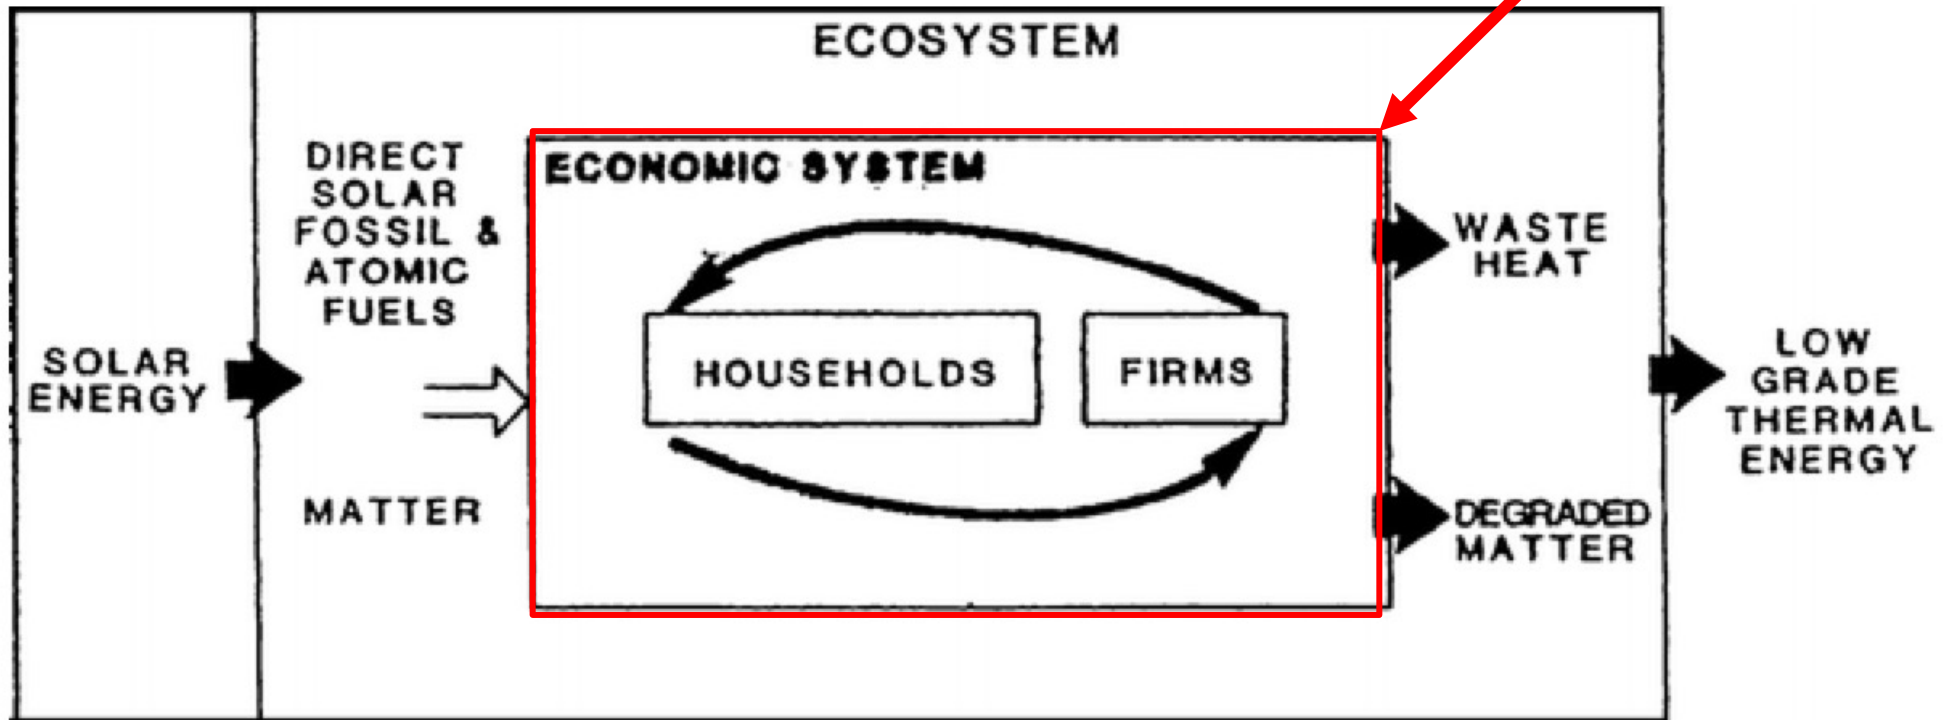 ECOSYSTEM
DIRECT
SOLAR
FOSSIL &
ATOMIC
FUELS
MATTER
SOLAR
ENERGY
ECONOMIC SYSTEM
HOUSEHOLDS
FIRMS
WASTE
HEAT
DEGRADED
MATTER
LOW
GRADE
THERMAL
ENERGY